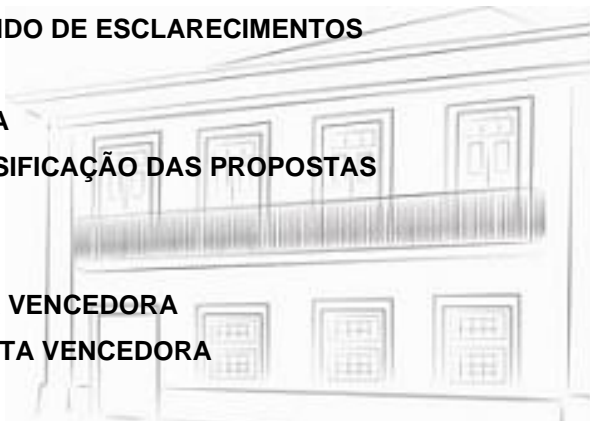 IDO DE ESCLARECIMENTOS
A
SIFICAÇÃO DAS PROPOSTAS
VENCEDORA
TA VENCEDORA